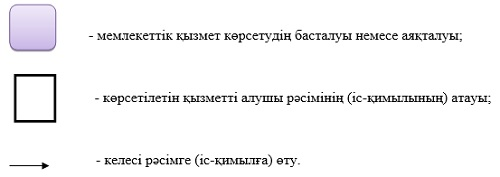 - мемлекеттік қызмет көрсетудің басталуы немесе аяқталуы;
- көрсетілетін қызметті алушы рәсімінің (іс-қимылының) атауы;
- келесі рәсімге (іс-қимылға) өту.